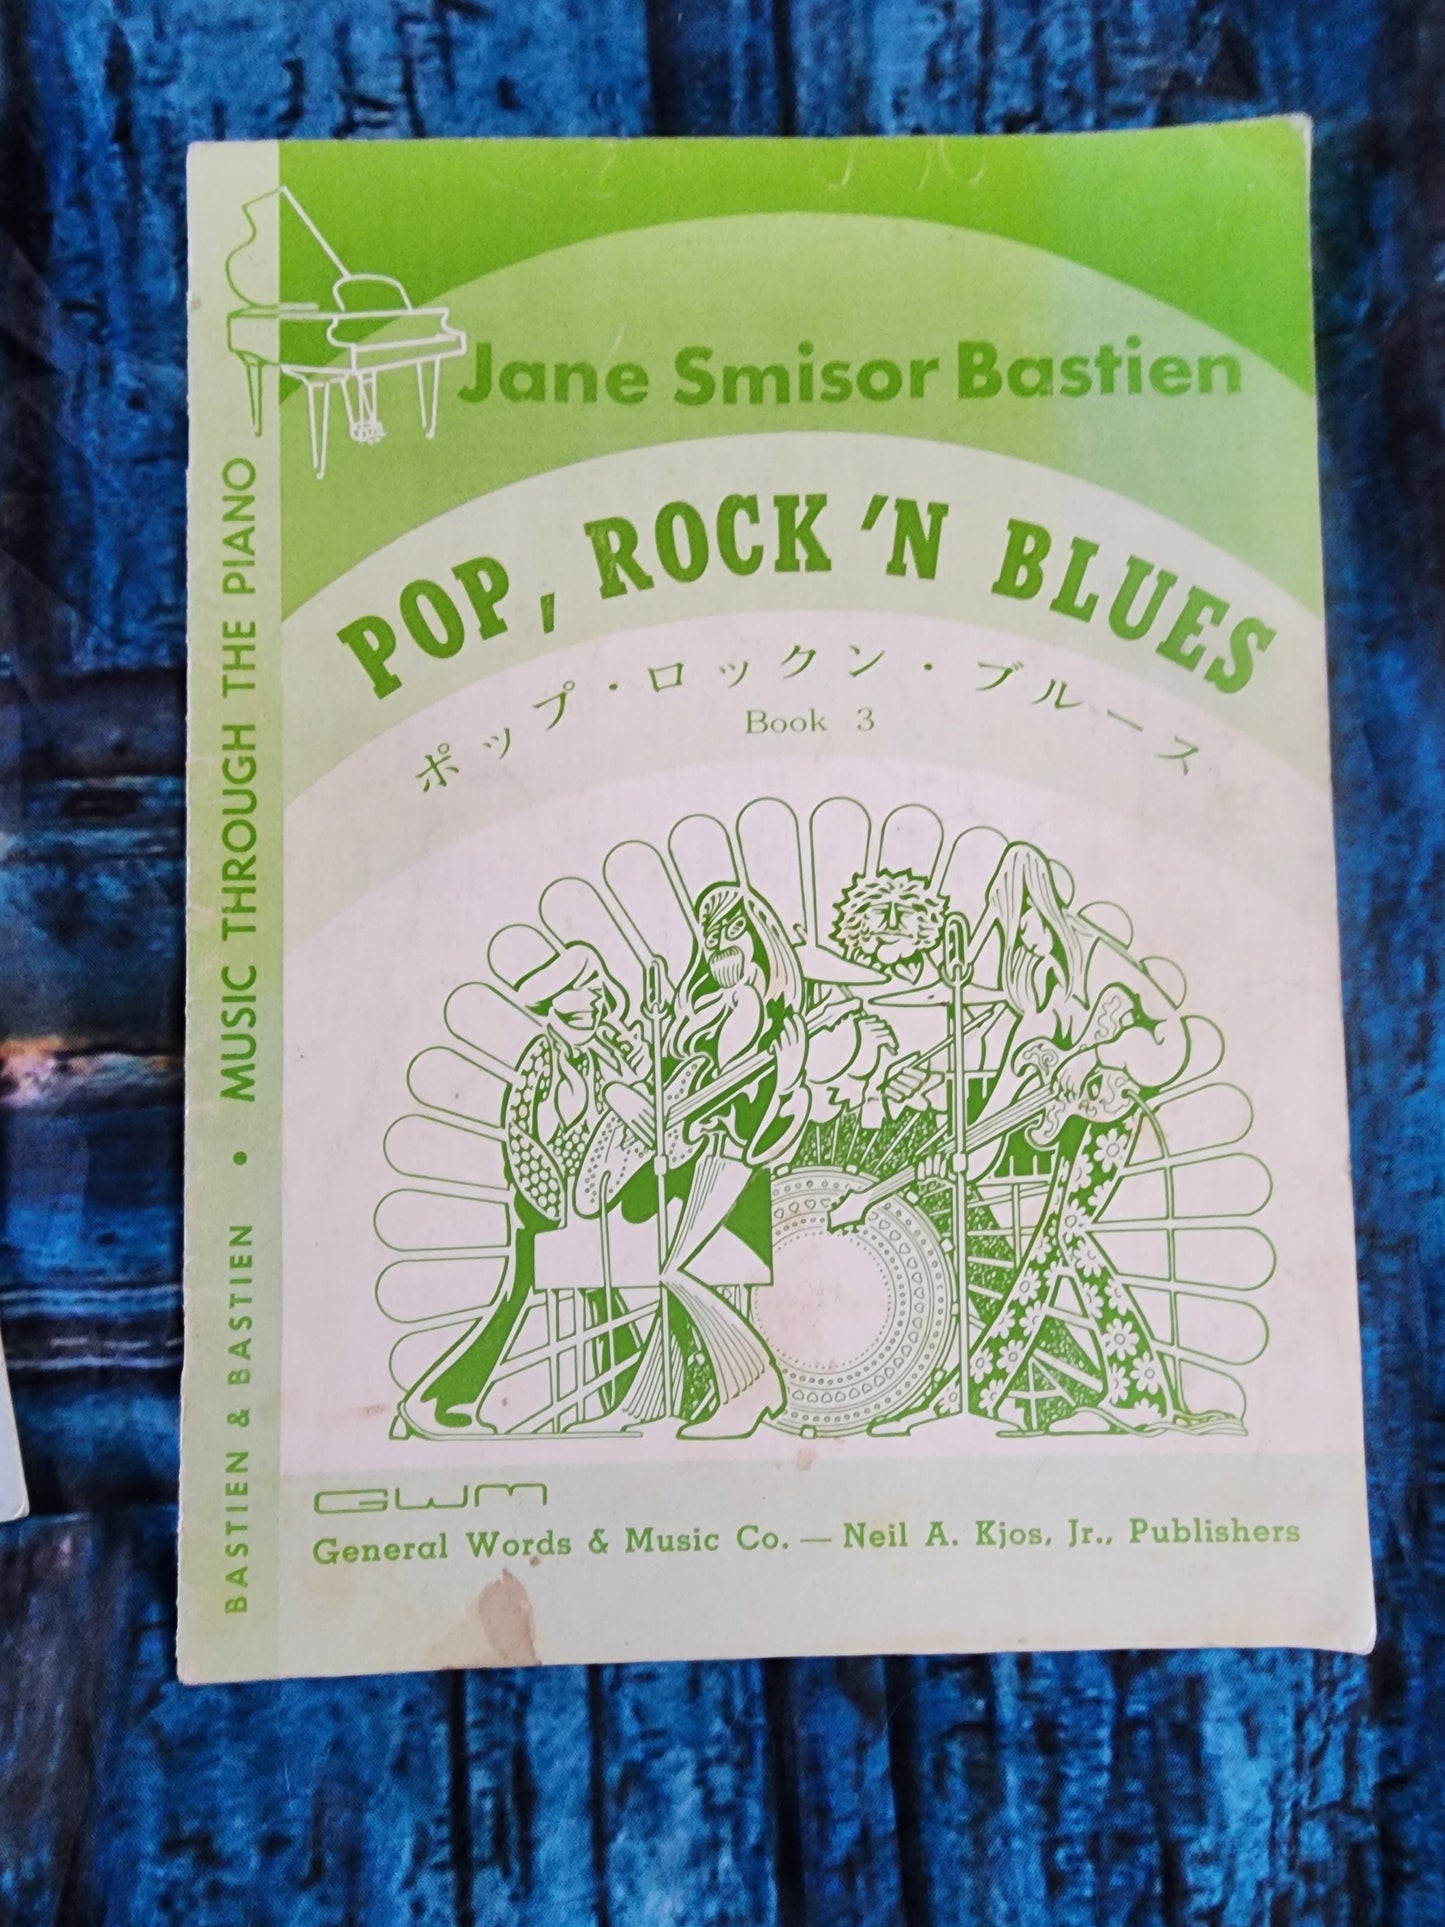 Jane Smisor Bastien
POP, ROCK 'N BLUES
ポップ・ロックン・ブルース
Book 3
BASTIEN & BASTIEN • MUSIC THROUGH THE PIANO
GWM
General Words & Music Co. — Neil A. Kjos, Jr., Publishers